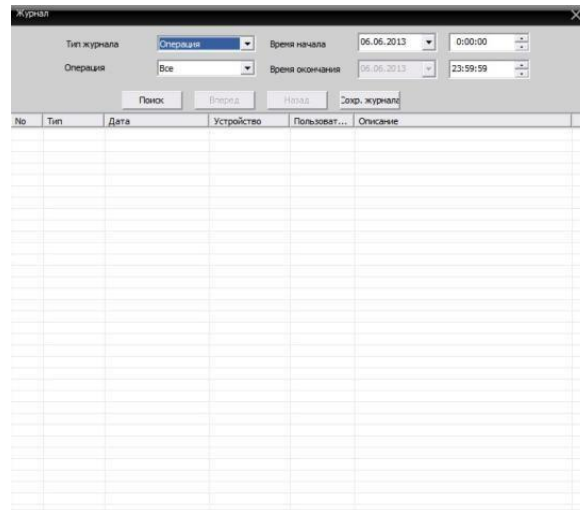 Журнал
Тип журнала Операция Время начала 06.06.2013 0:00:00
Операция Все Время окончания 06.06.2013 23:59:59
Поиск Вперед Назад Сохр. журнала
No Тип Дата Устройство Пользоват... Описание